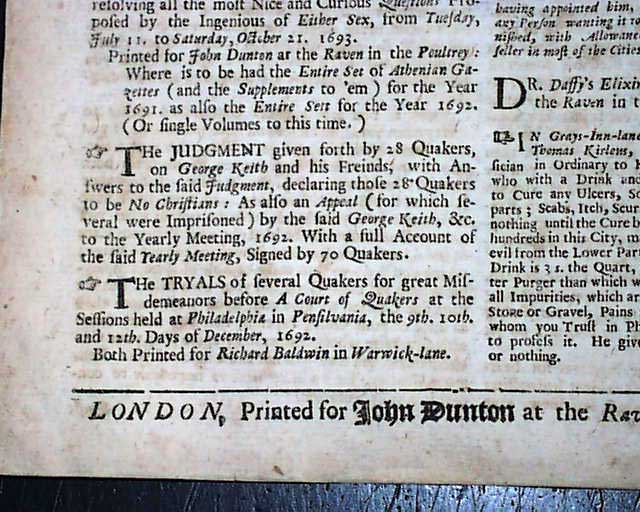 resolving all the most Nice and Curious Questions Pro-
posed by the Ingenious of Either Sex, from Tuesday,
July 11. to Saturday, October 21. 1693.
Printed for John Dunton at the Raven in the Poultrey:
Where is to be had the Entire Set of Athenian Ga-
zettes (and the Supplements to 'em) for the Year
1691. as also the Entire Sett for the Year 1692.
(Or single Volumes to this time.)
☞ THe JUDGMENT given forth by 28 Quakers,
on George Keith and his Freinds; with An-
swers to the said Judgment, declaring those 28 Quakers
to be No Christians: As also an Appeal (for which se-
veral were Imprisoned) by the said George Keith, &c.
to the Yearly Meeting, 1692. With a full Account of
the said Yearly Meeting, Signed by 70 Quakers.
☞ THe TRYALS of several Quakers for great Mis-
demeanors before A Court of Quakers at the
Sessions held at Philadelphia in Pensilvania, the 9th. 10th.
and 12th. Days of December, 1692.
Both Printed for Richard Baldwin in Warwick-lane.
having appointed him,
any Person wanting it
nished, with Allowance
seller in most of the Cities
DR. Daffy's Elixir
the Raven in
☞ IN Grays-Inn-lane
Thomas Kirleus,
sician in Ordinary to
who with a Drink and
to Cure any Ulcers, So
parts; Scabs, Itch, Scur
nothing until the Cure b
hundreds in this City,
evil from the Lower Par
Drink is 3 s. the Quart,
ter Purger than which
all Impurities, which a
Stone or Gravel, Pains
whom you Trust in Ph
to profess it. He give
or nothing.
LONDON, Printed for John Dunton at the Rav